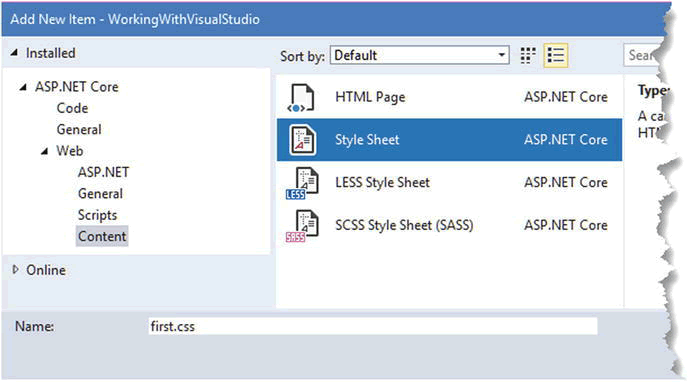 Add New Item - WorkingWithVisualStudio
Installed
Sort by: Default
Sear
ASP.NET Core
Code
General
Web
ASP.NET
General
Scripts
Content
Online
HTML Page ASP.NET Core
Style Sheet ASP.NET Core
LESS Style Sheet ASP.NET Core
LESS
SCSS Style Sheet (SASS) ASP.NET Core
SASS
Type:
A ca
HTM
Name: first.css